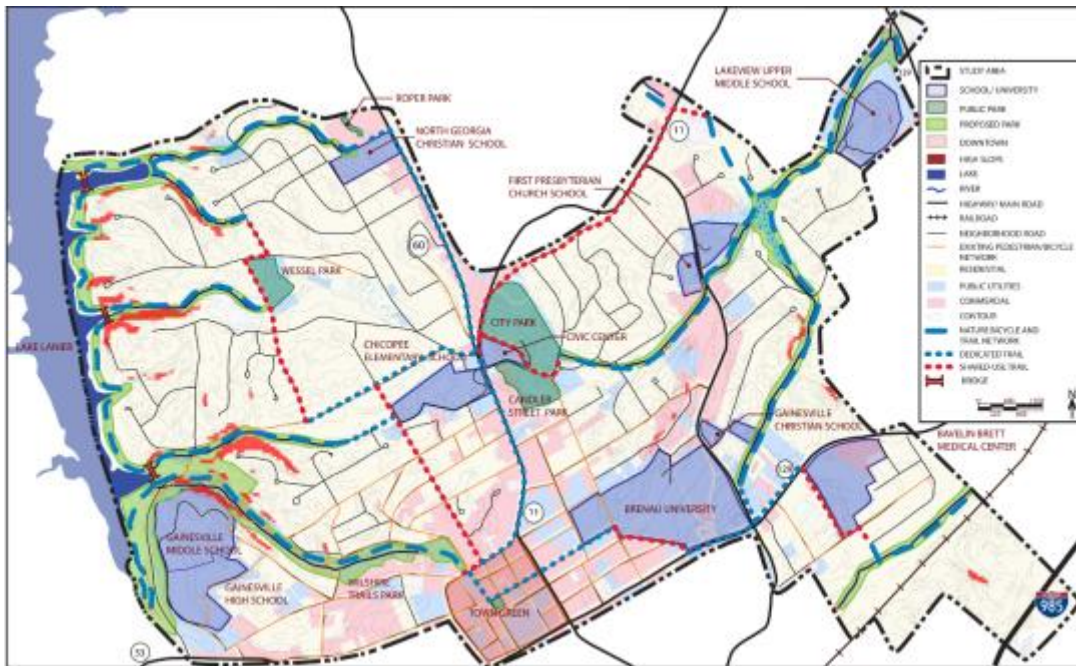 ROPER PARK
NORTH GEORGIA
CHRISTIAN SCHOOL
LAKEVIEW UPPER
MIDDLE SCHOOL
129
11
FIRST PRESBYTERIAN
CHURCH SCHOOL
60
WESSEL PARK
CITY PARK
CIVIC CENTER
LAKE LANIER
CHICOPEE
ELEMENTARY SCHOOL
CANDLER
STREET PARK
GAINESVILLE
CHRISTIAN SCHOOL
BAVELIN BRETT
MEDICAL CENTER
129
BRENAU UNIVERSITY
11
GAINESVILLE
MIDDLE SCHOOL
GAINESVILLE
HIGH SCHOOL
WILSHIRE
TRAILS PARK
TOWN GREEN
53
985
STUDY AREA
SCHOOL/ UNIVERSITY
PUBLIC PARK
PROPOSED PARK
DOWNTOWN
HIGH SLOPE
LAKE
RIVER
HIGHWAY/ MAIN ROAD
RAILROAD
NEIGHBORHOOD ROAD
EXISTING PEDESTRIAN/BICYCLE
NETWORK
RESIDENTIAL
PUBLIC UTILITIES
COMMERCIAL
CONTOUR
NATURE BICYCLE AND
TRAIL NETWORK
DEDICATED TRAIL
SHARED-USE TRAIL
BRIDGE
N